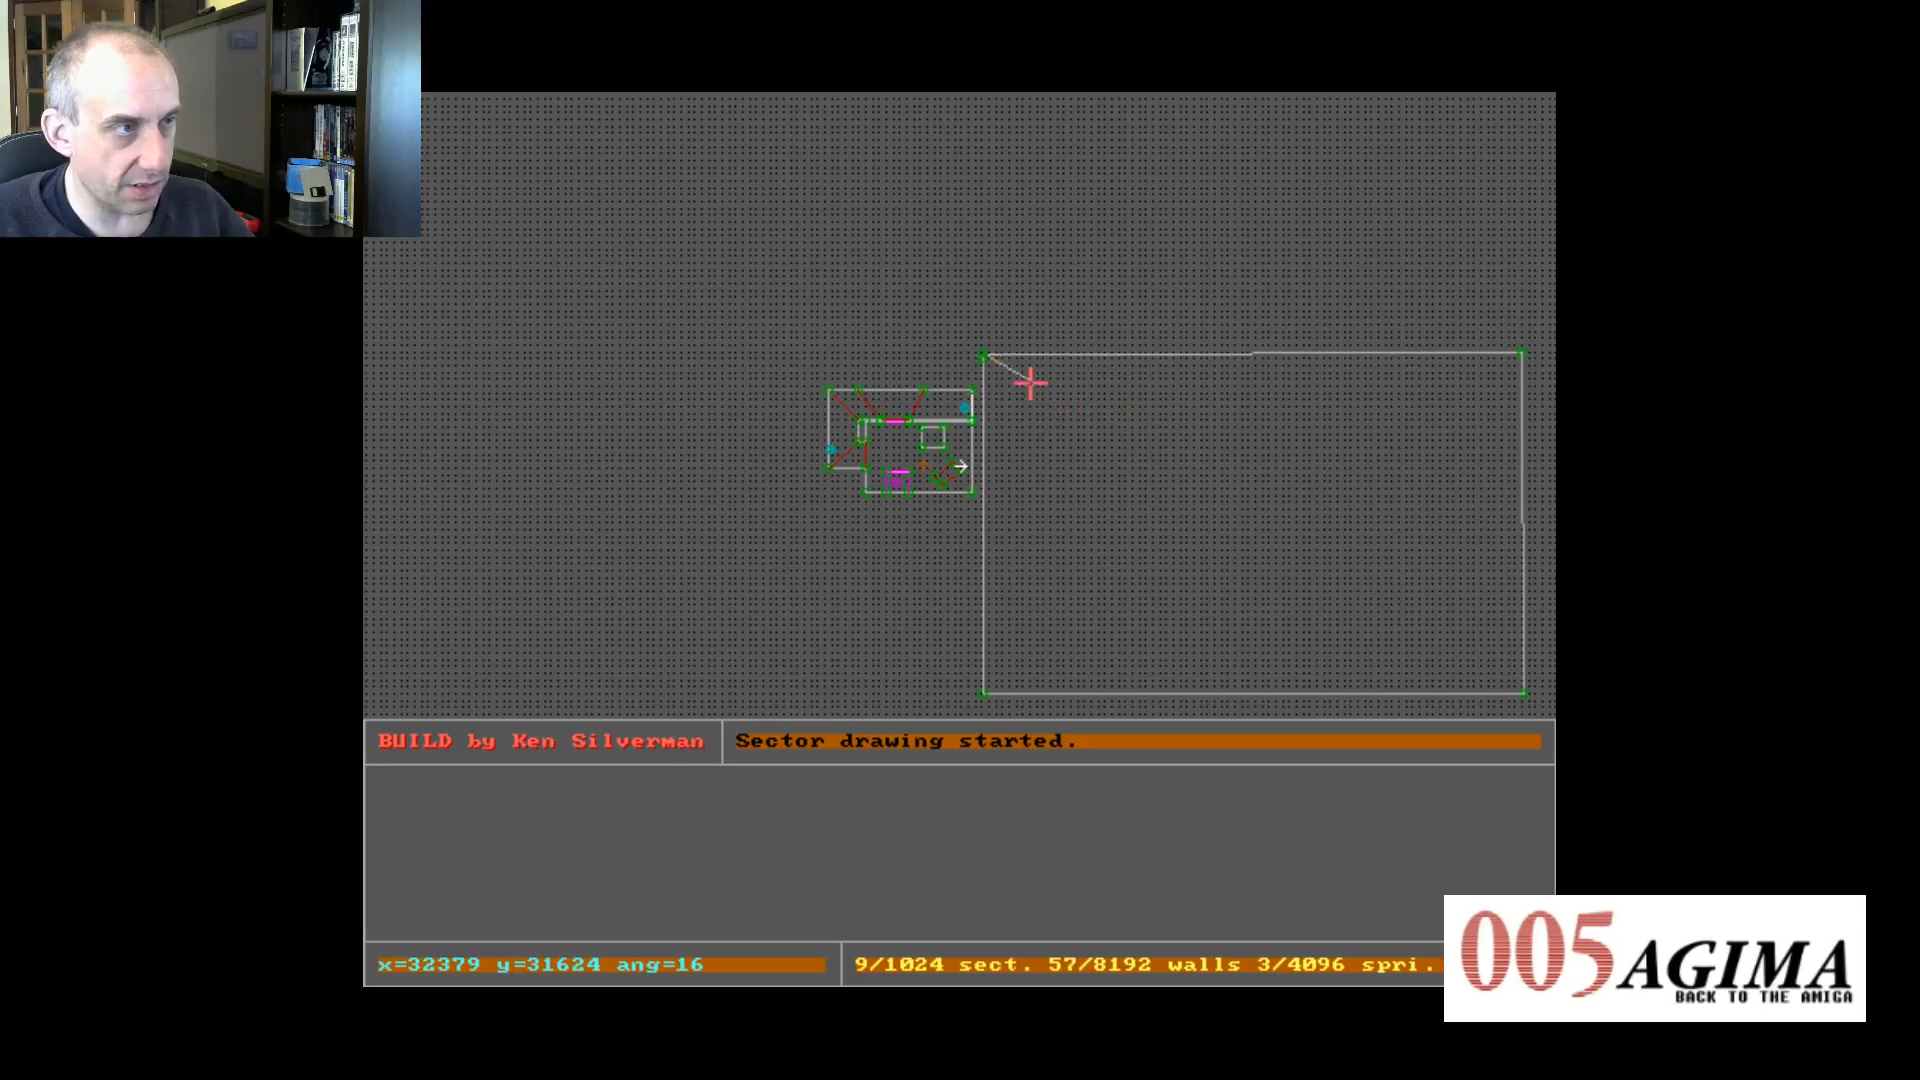 BUILD by Ken Silverman
Sector drawing started.
x=32379 y=31624 ang=16
9/1024 sect. 57/8192 walls 3/4096 spri.
005AGIMA
BACK TO THE AMIGA